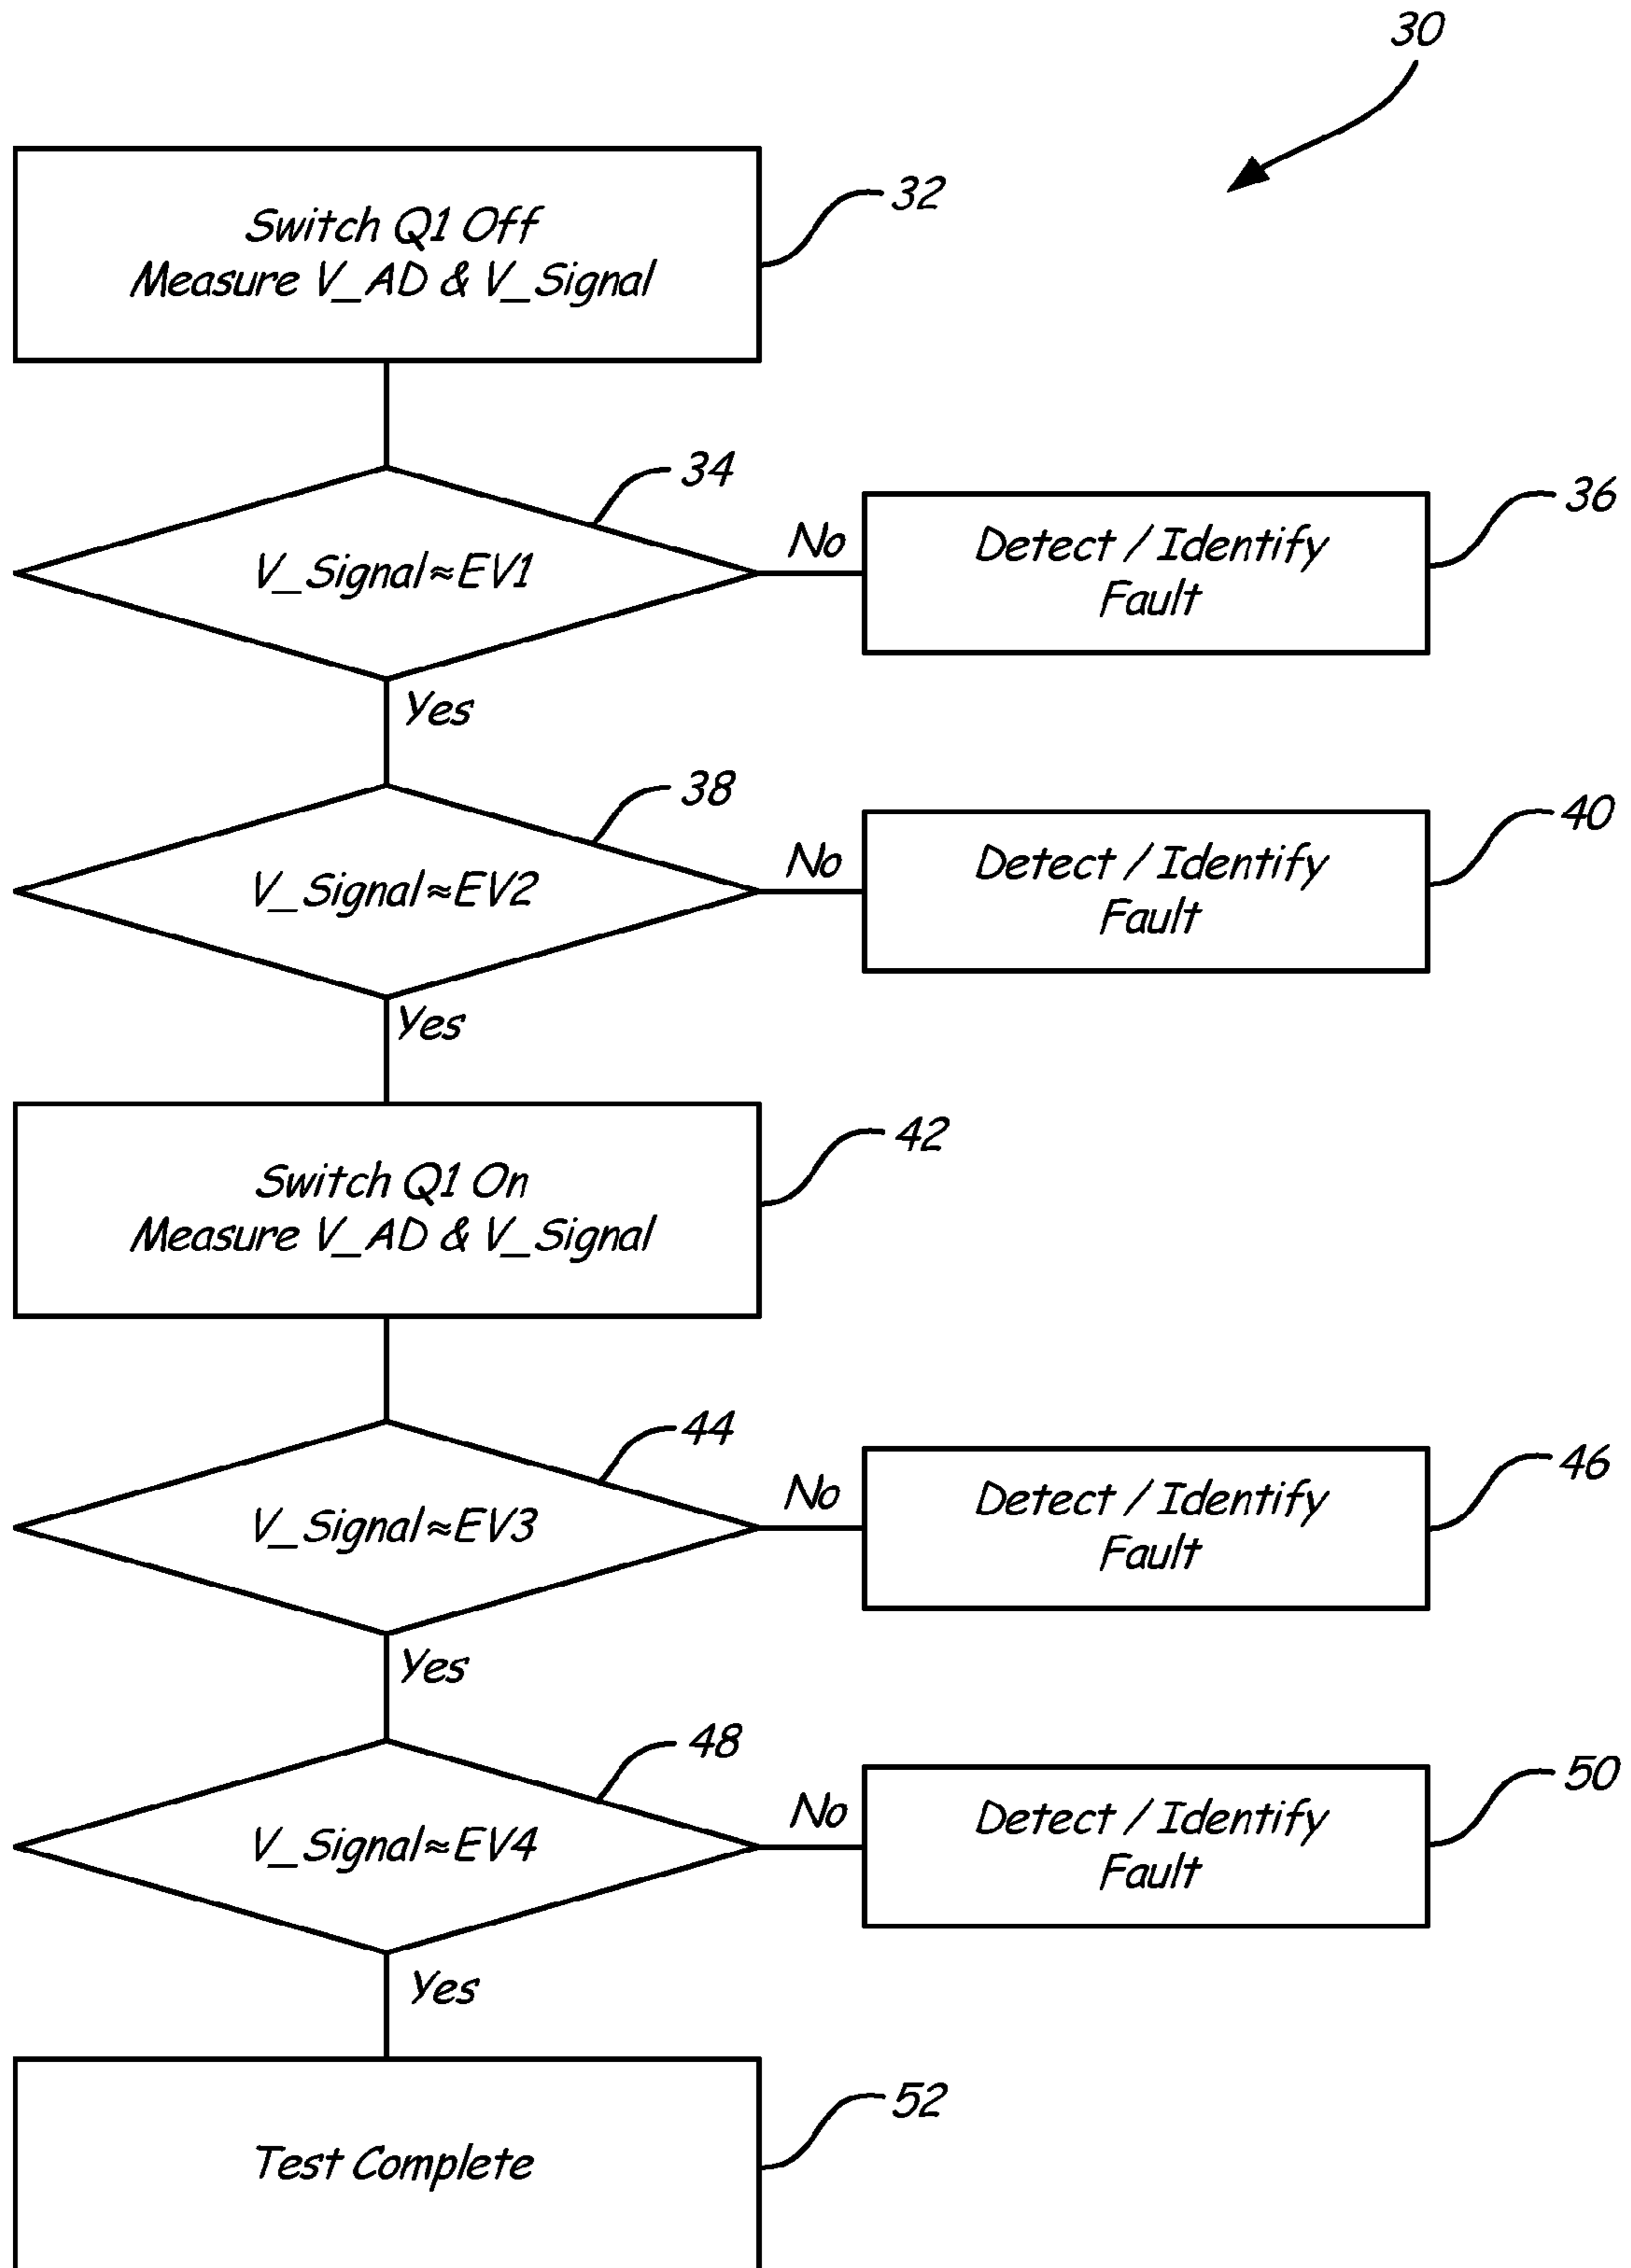 30
Switch Q1 Off
Measure V_AD & V_Signal
32
34
V_Signal≈EV1
No
Detect / Identify
Fault
36
Yes
38
V_Signal≈EV2
No
Detect / Identify
Fault
40
Yes
Switch Q1 On
Measure V_AD & V_Signal
42
44
V_Signal≈EV3
No
Detect / Identify
Fault
46
Yes
48
V_Signal≈EV4
No
Detect / Identify
Fault
50
Yes
Test Complete
52